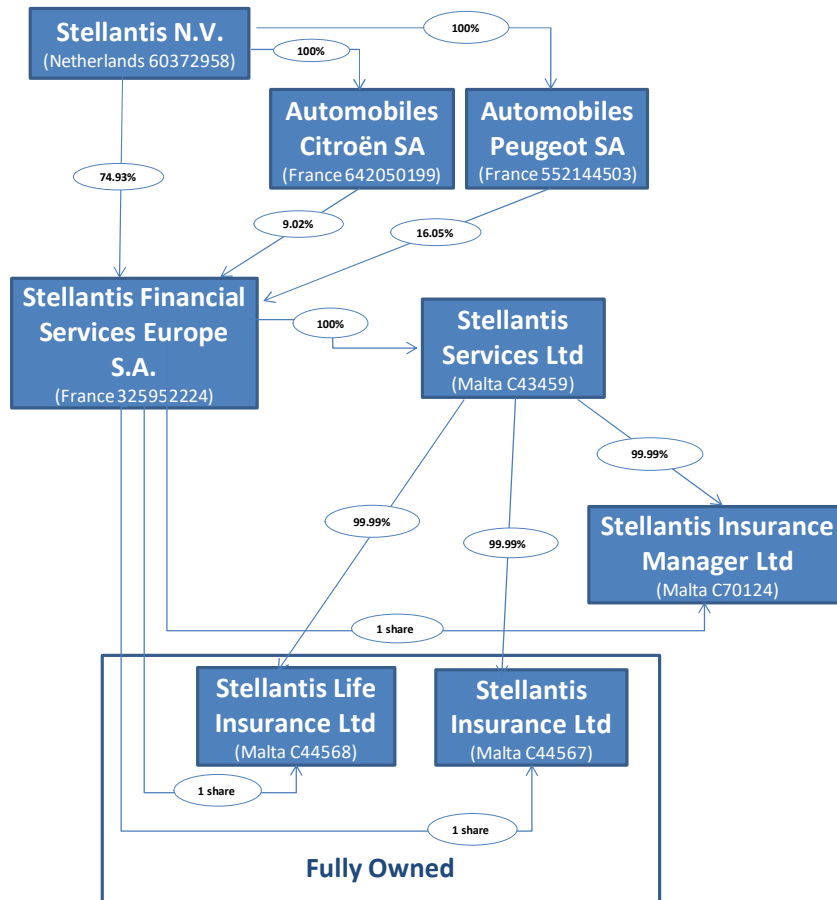 Stellantis N.V.
(Netherlands 60372958)
100%
100%
Automobiles
Citroën SA
(France 642050199)
Automobiles
Peugeot SA
(France 552144503)
74.93%
9.02%
16.05%
Stellantis Financial
Services Europe
S.A.
(France 325952224)
100%
Stellantis
Services Ltd
(Malta C43459)
99.99%
99.99%
99.99%
Stellantis Insurance
Manager Ltd
(Malta C70124)
1 share
Stellantis Life
Insurance Ltd
(Malta C44568)
Stellantis
Insurance Ltd
(Malta C44567)
1 share
1 share
Fully Owned